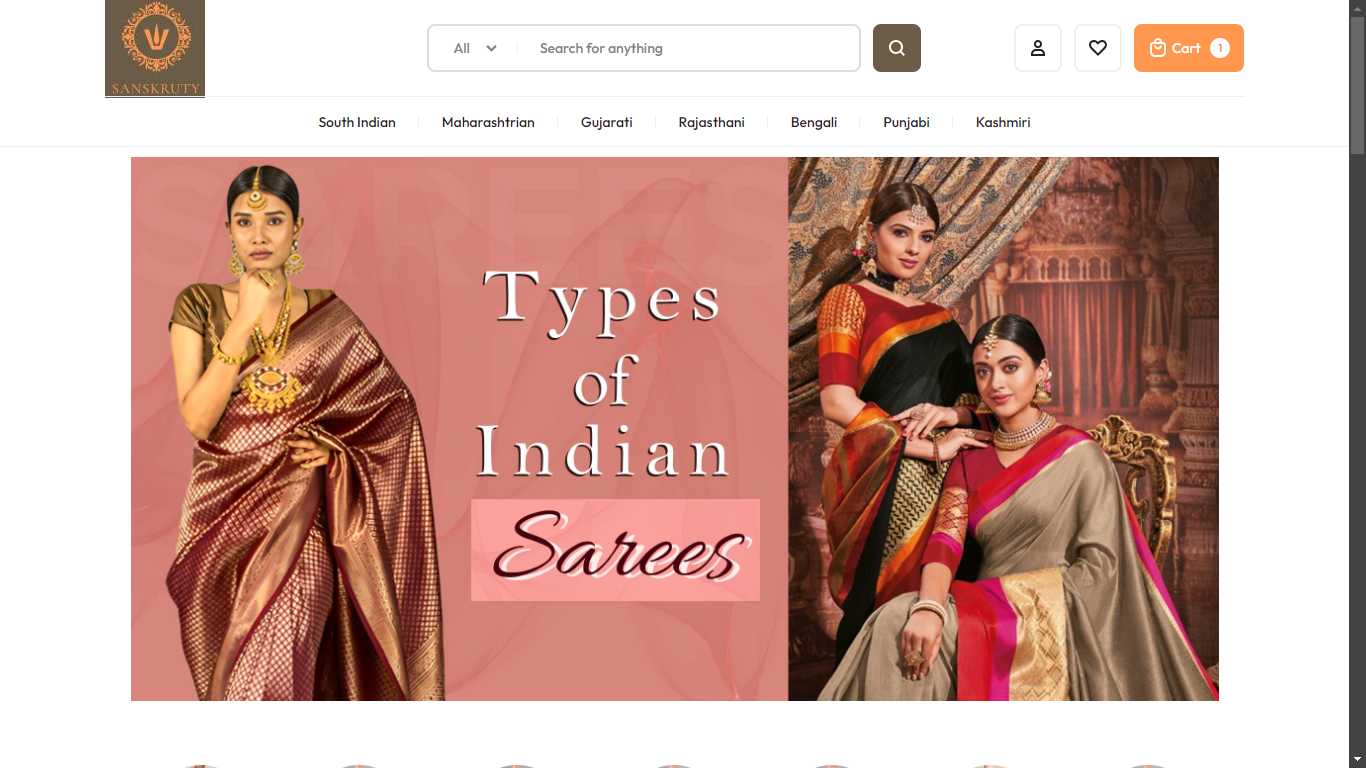 SANSKRUTY
All
Search for anything
Cart 1
South Indian
Maharashtrian
Gujarati
Rajasthani
Bengali
Punjabi
Kashmiri
SAREES
Types
of
Indian
Sarees